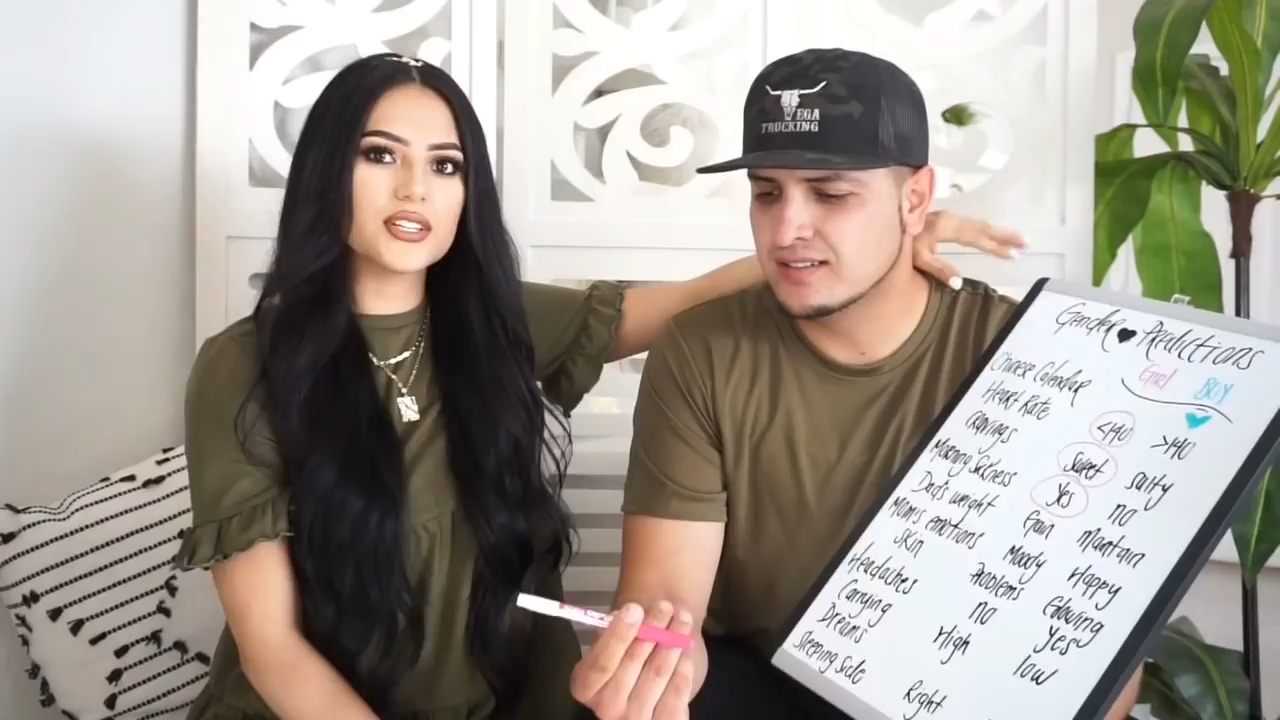 VEGA
TRUCKING
Gender Predictions
Girl BOY
Chinese Calendar
Heart Rate <140 >140
Cravings Sweet salty
Morning Sickness Yes no
Dad's weight Gain Maintain
Mom's emotions Moody Happy
Skin Problems Glowing
Headaches no Yes
Carrying High low
Dreams
Sleeping Side Right